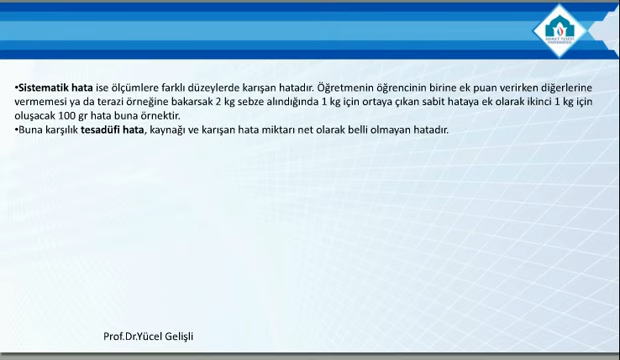 •Sistematik hata ise ölçümlere farklı düzeylerde karışan hatadır. Öğretmenin öğrencinin birine ek puan verirken diğerlerine
vermemesi ya da terazi örneğine bakarsak 2 kg sebze alındığında 1 kg için ortaya çıkan sabit hataya ek olarak ikinci 1 kg için
oluşacak 100 gr hata buna örnektir.
•Buna karşılık tesadüfi hata, kaynağı ve karışan hata miktarı net olarak belli olmayan hatadır.
Prof.Dr.Yücel Gelişli